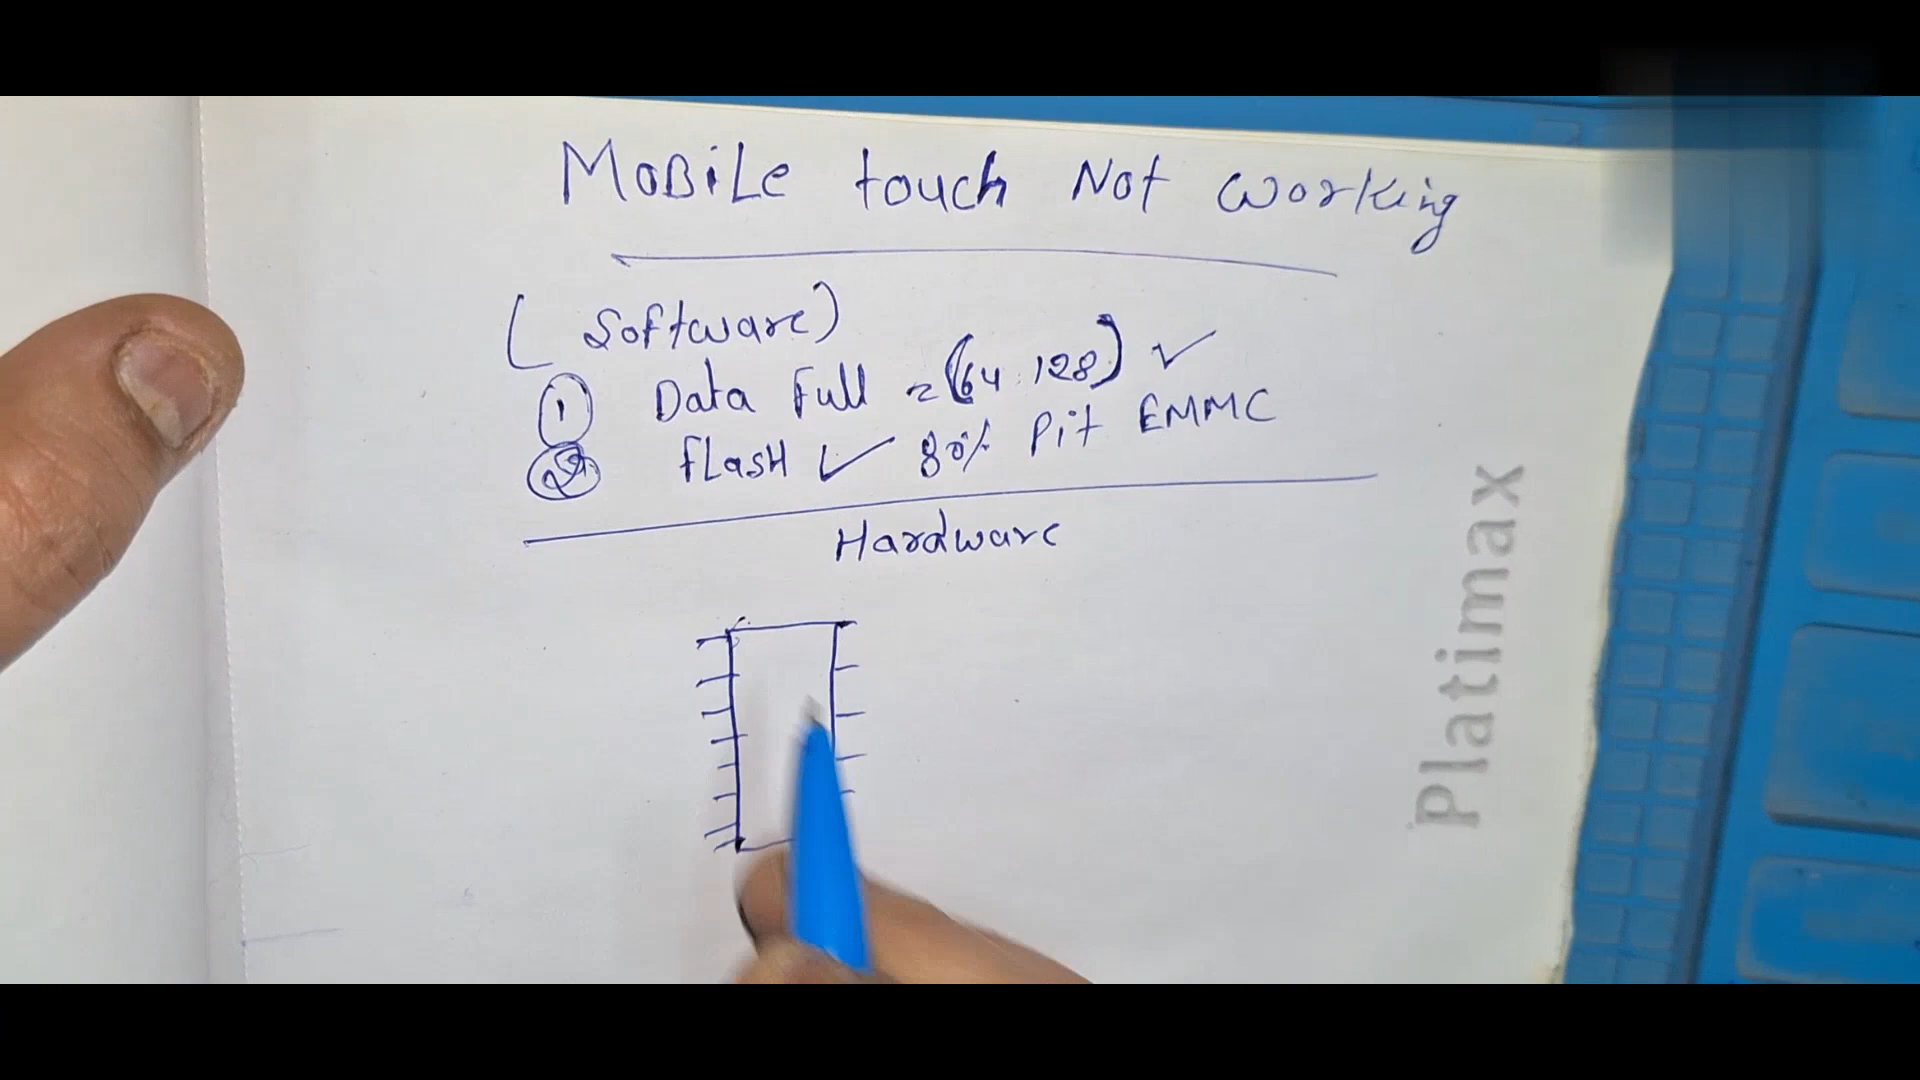 MoBiLe touch Not working
(Software)
1 Data Full = (64 128) ✓
2 fLasH ✓ 80% Pit EMMC
Hardware
Platimax